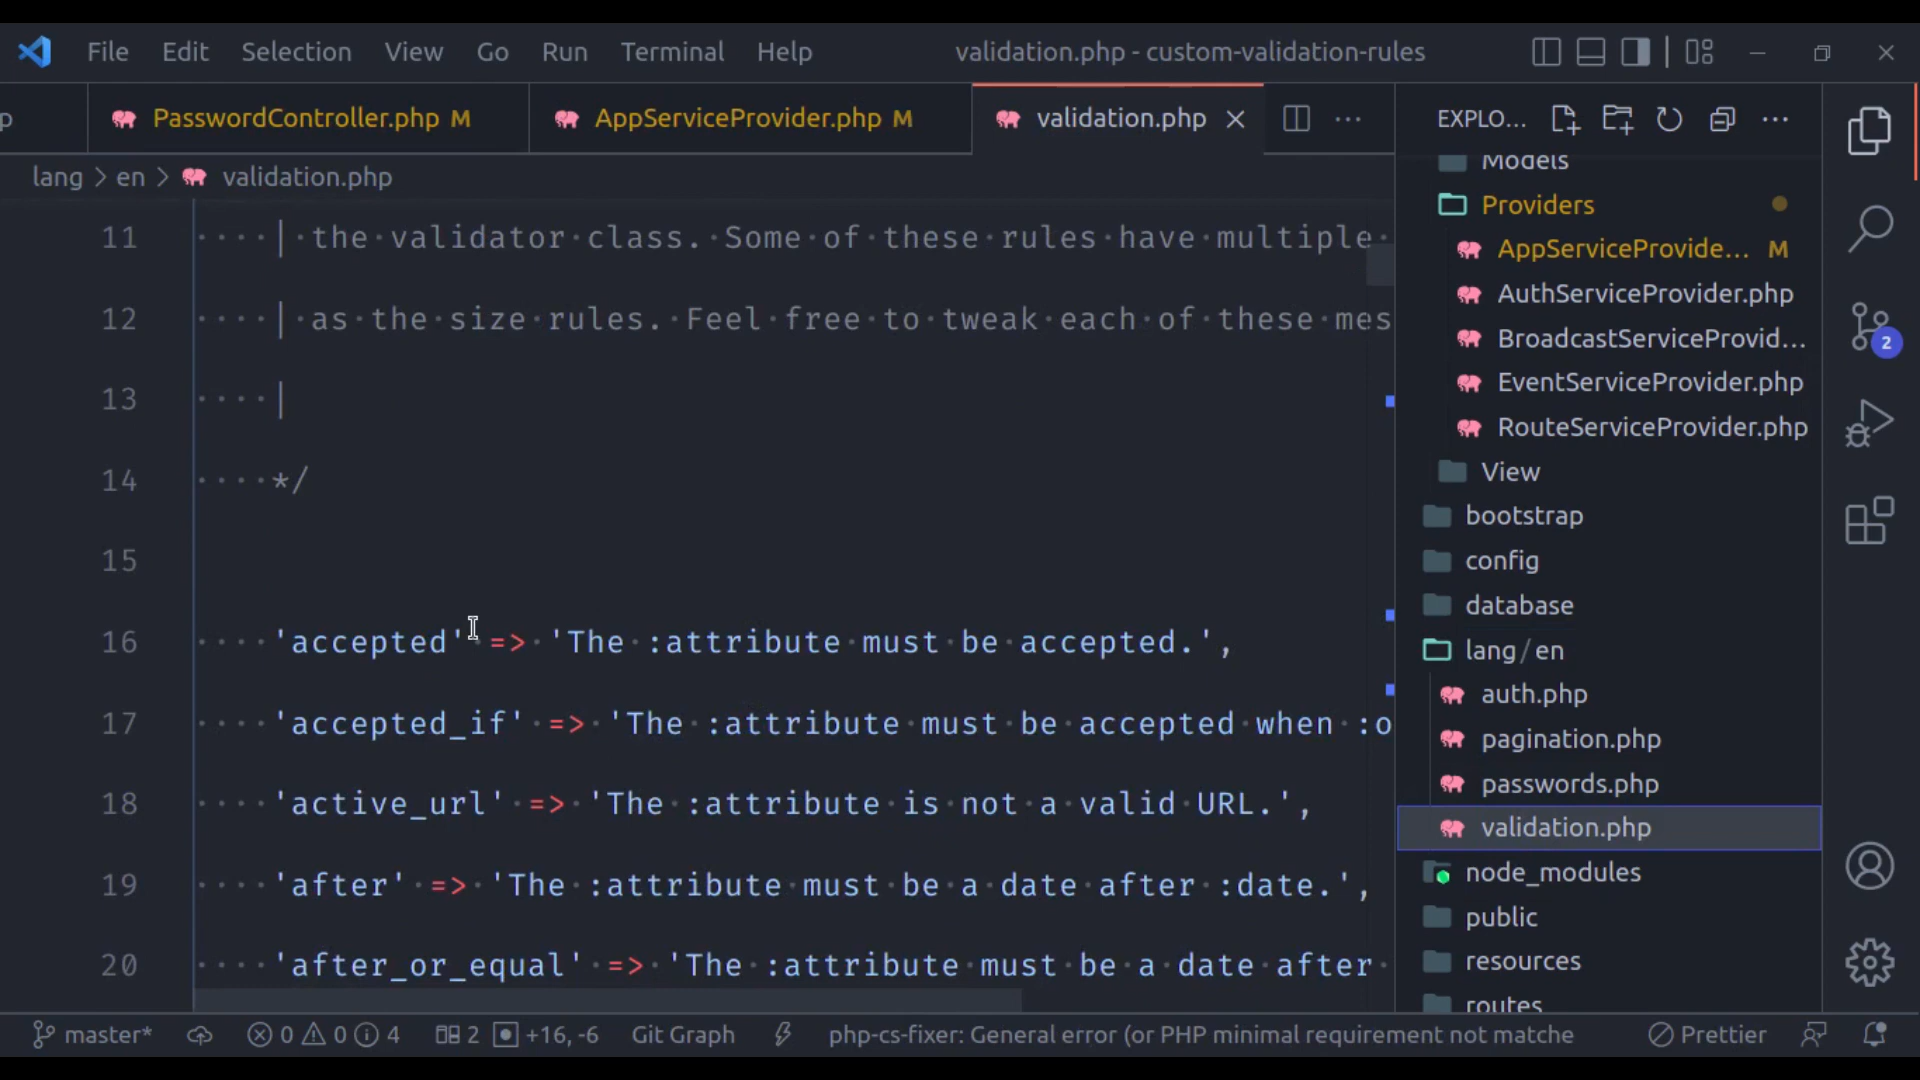 File Edit Selection View Go Run Terminal Help validation.php - custom-validation-rules
p PasswordController.php M AppServiceProvider.php M validation.php
lang > en > validation.php
11 | the validator class. Some of these rules have multiple
12 | as the size rules. Feel free to tweak each of these mes
13 |
14 */
15
16 'accepted' => 'The :attribute must be accepted.',
17 'accepted_if' => 'The :attribute must be accepted when :o
18 'active_url' => 'The :attribute is not a valid URL.',
19 'after' => 'The :attribute must be a date after :date.',
20 'after_or_equal' => 'The :attribute must be a date after
EXPLO...
Models
Providers
AppServiceProvide... M
AuthServiceProvider.php
BroadcastServiceProvid...
EventServiceProvider.php
RouteServiceProvider.php
View
bootstrap
config
database
lang/en
auth.php
pagination.php
passwords.php
validation.php
node_modules
public
resources
routes
2
master* 0 0 4 2 +16, -6 Git Graph php-cs-fixer: General error (or PHP minimal requirement not matche Prettier